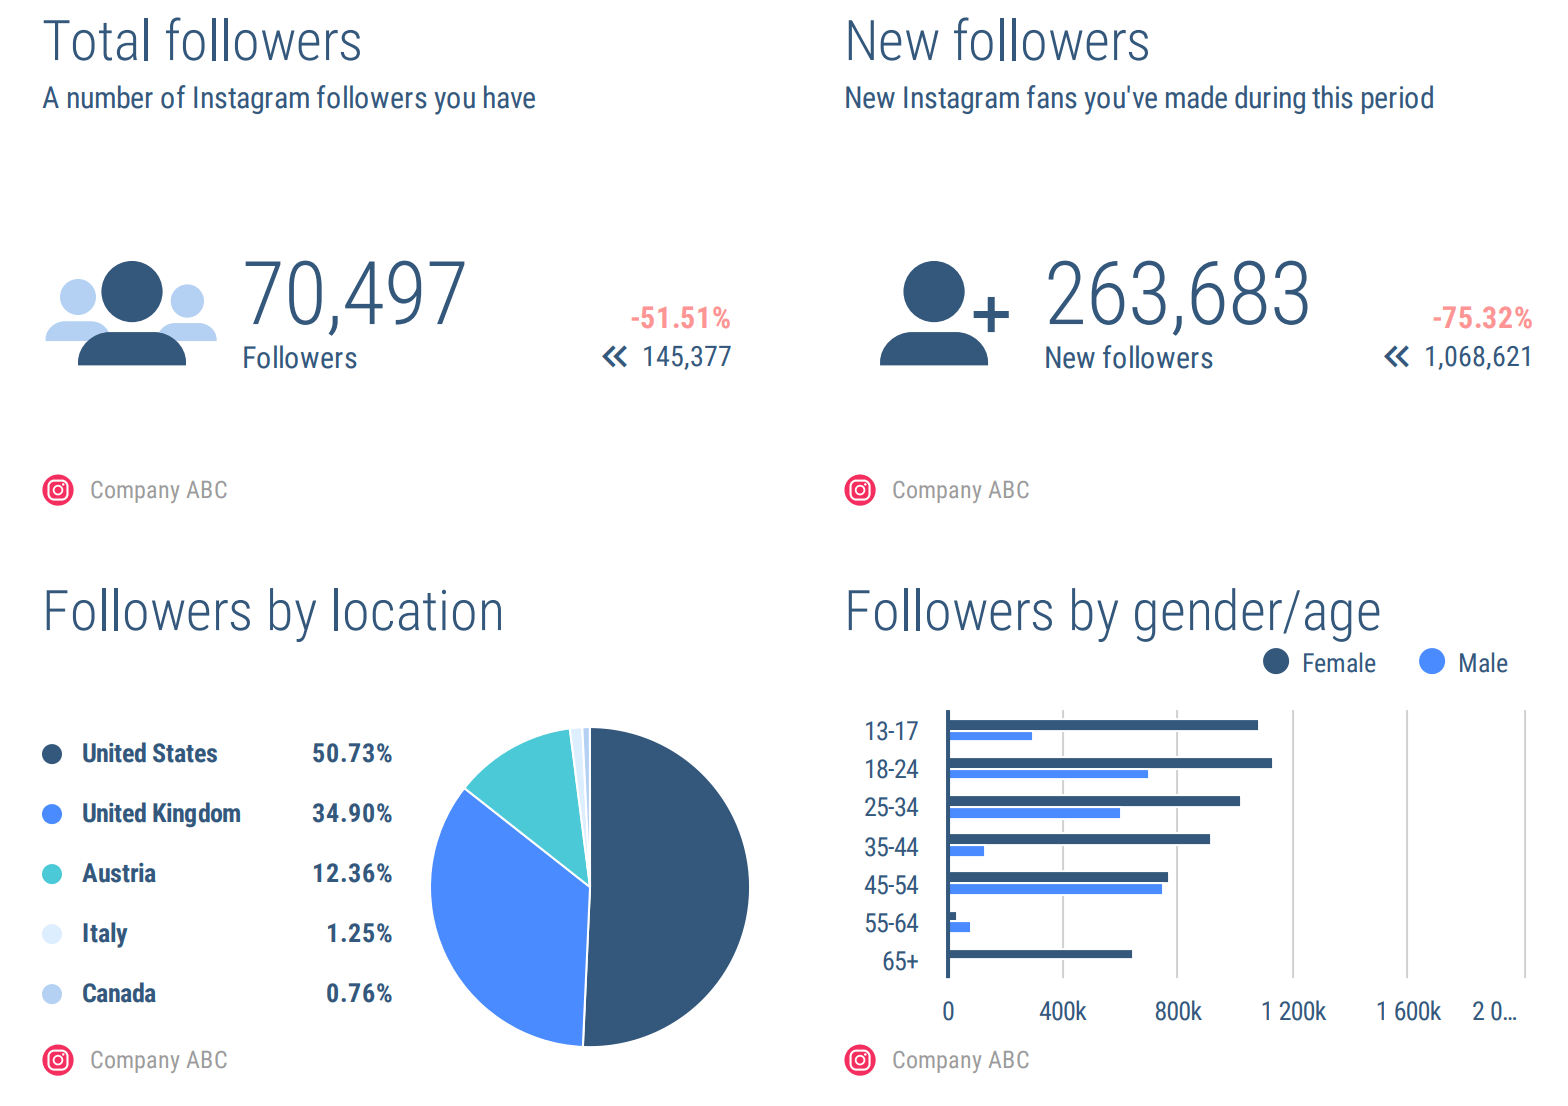 Total followers
A number of Instagram followers you have
70,497
Followers
-51.51%
145,377
Company ABC
New followers
New Instagram fans you've made during this period
263,683
New followers
-75.32%
1,068,621
Company ABC
Followers by location
United States 50.73%
United Kingdom 34.90%
Austria 12.36%
Italy 1.25%
Canada 0.76%
Company ABC
Followers by gender/age
Female Male
13-17
18-24
25-34
35-44
45-54
55-64
65+
0 400k 800k 1 200k 1 600k 2 0...
Company ABC